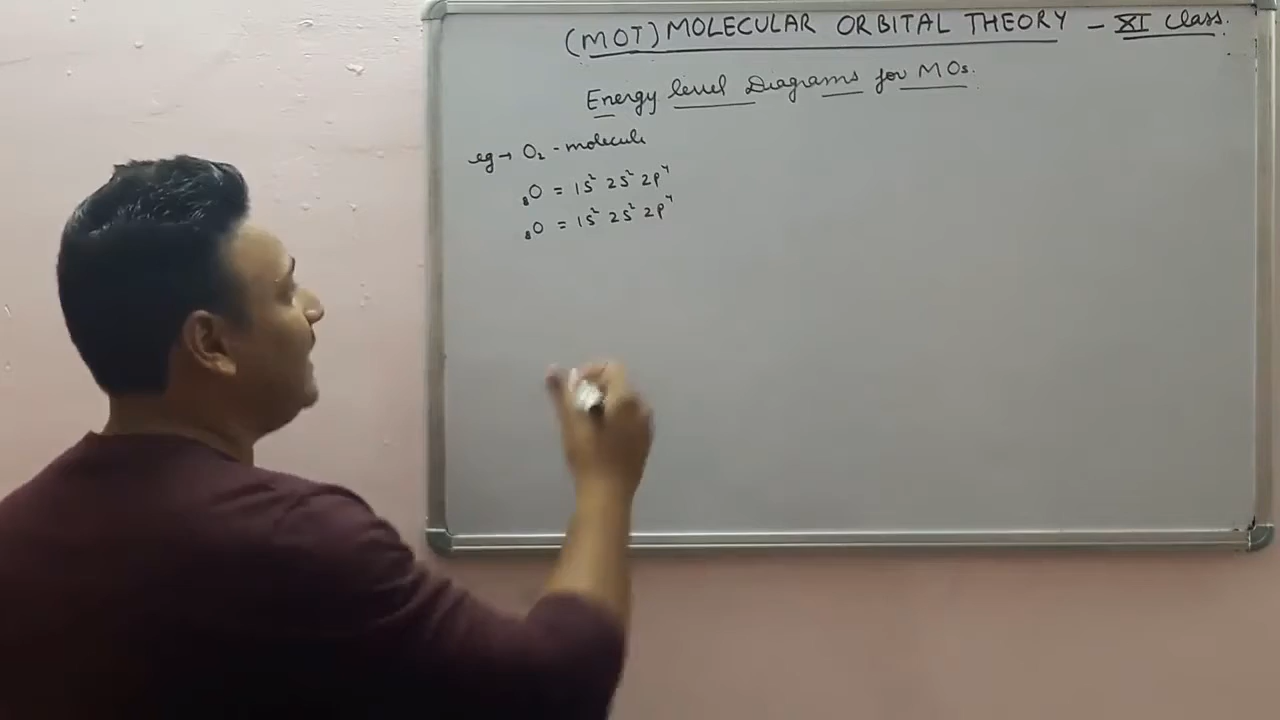 (MOT) MOLECULAR ORBITAL THEORY - XI Class.
Energy level Diagrams for MOs.
eg → O₂ - molecule
₈O = 1s² 2s² 2p⁴
₈O = 1s² 2s² 2p⁴